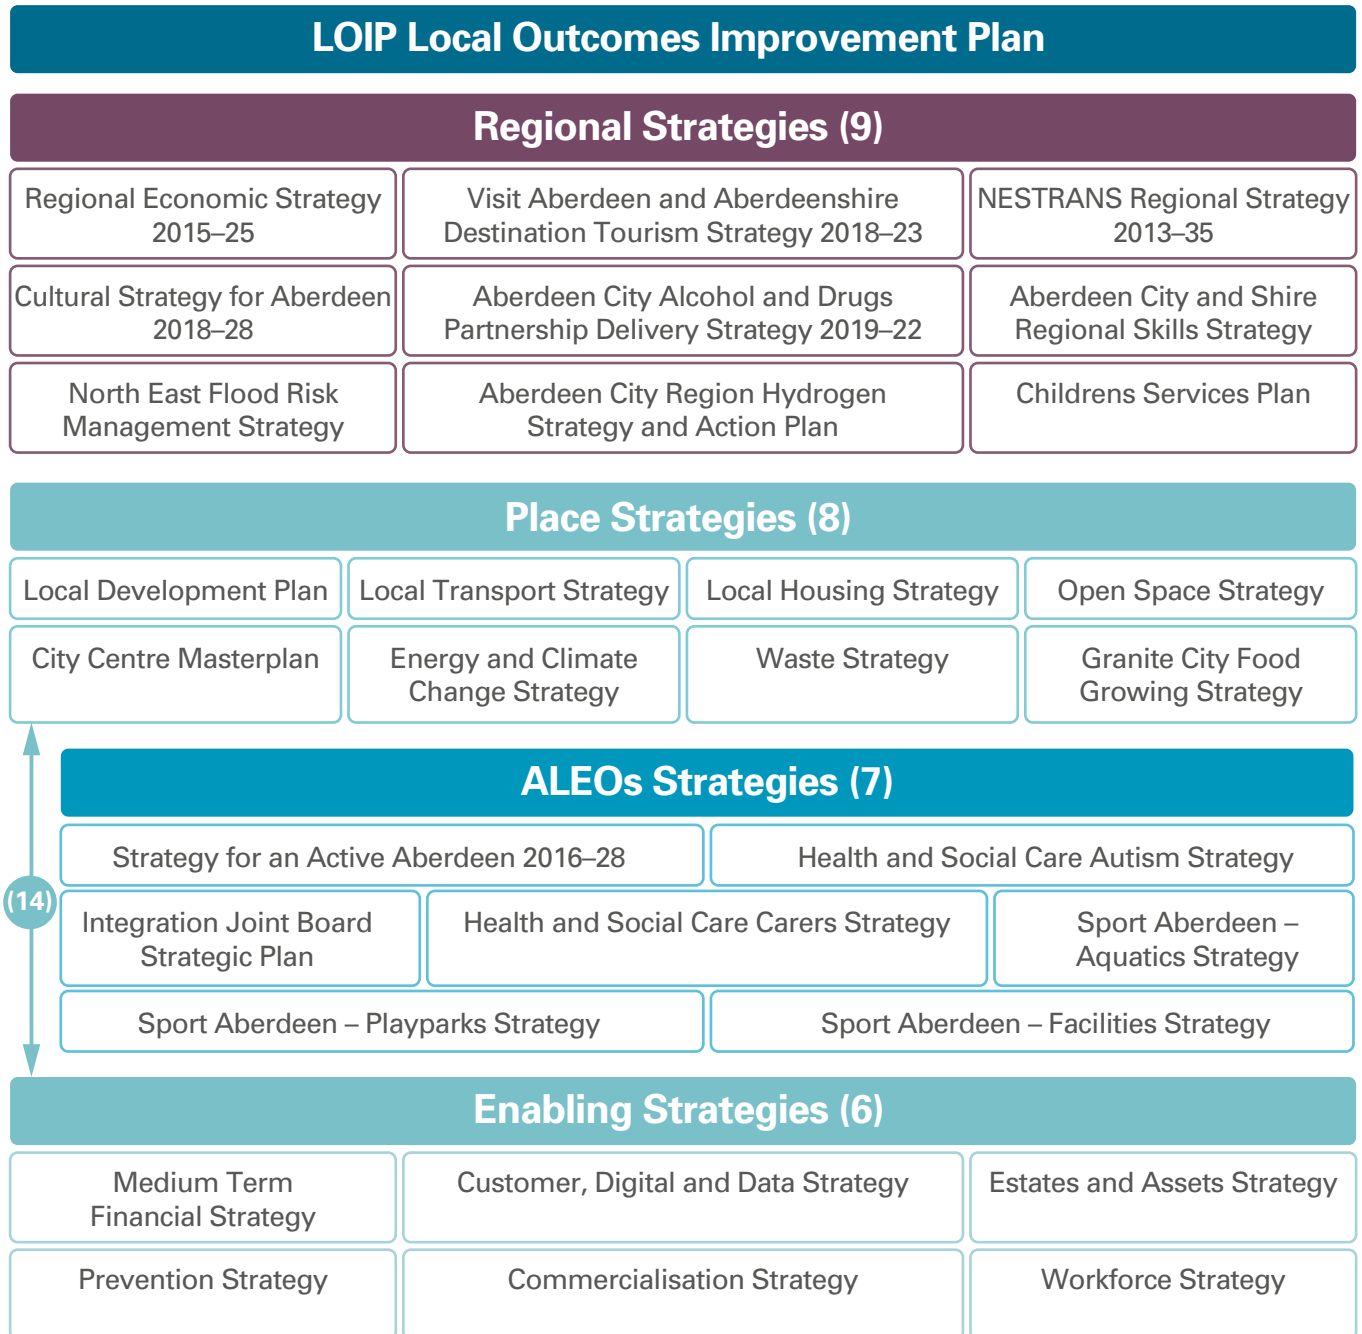 LOIP Local Outcomes Improvement Plan
Regional Strategies (9)
Regional Economic Strategy
2015–25
Visit Aberdeen and Aberdeenshire
Destination Tourism Strategy 2018–23
NESTRANS Regional Strategy
2013–35
Cultural Strategy for Aberdeen
2018–28
Aberdeen City Alcohol and Drugs
Partnership Delivery Strategy 2019–22
Aberdeen City and Shire
Regional Skills Strategy
North East Flood Risk
Management Strategy
Aberdeen City Region Hydrogen
Strategy and Action Plan
Childrens Services Plan
Place Strategies (8)
Local Development Plan
Local Transport Strategy
Local Housing Strategy
Open Space Strategy
City Centre Masterplan
Energy and Climate
Change Strategy
Waste Strategy
Granite City Food
Growing Strategy
(14)
ALEOs Strategies (7)
Strategy for an Active Aberdeen 2016–28
Health and Social Care Autism Strategy
Integration Joint Board
Strategic Plan
Health and Social Care Carers Strategy
Sport Aberdeen –
Aquatics Strategy
Sport Aberdeen – Playparks Strategy
Sport Aberdeen – Facilities Strategy
Enabling Strategies (6)
Medium Term
Financial Strategy
Customer, Digital and Data Strategy
Estates and Assets Strategy
Prevention Strategy
Commercialisation Strategy
Workforce Strategy